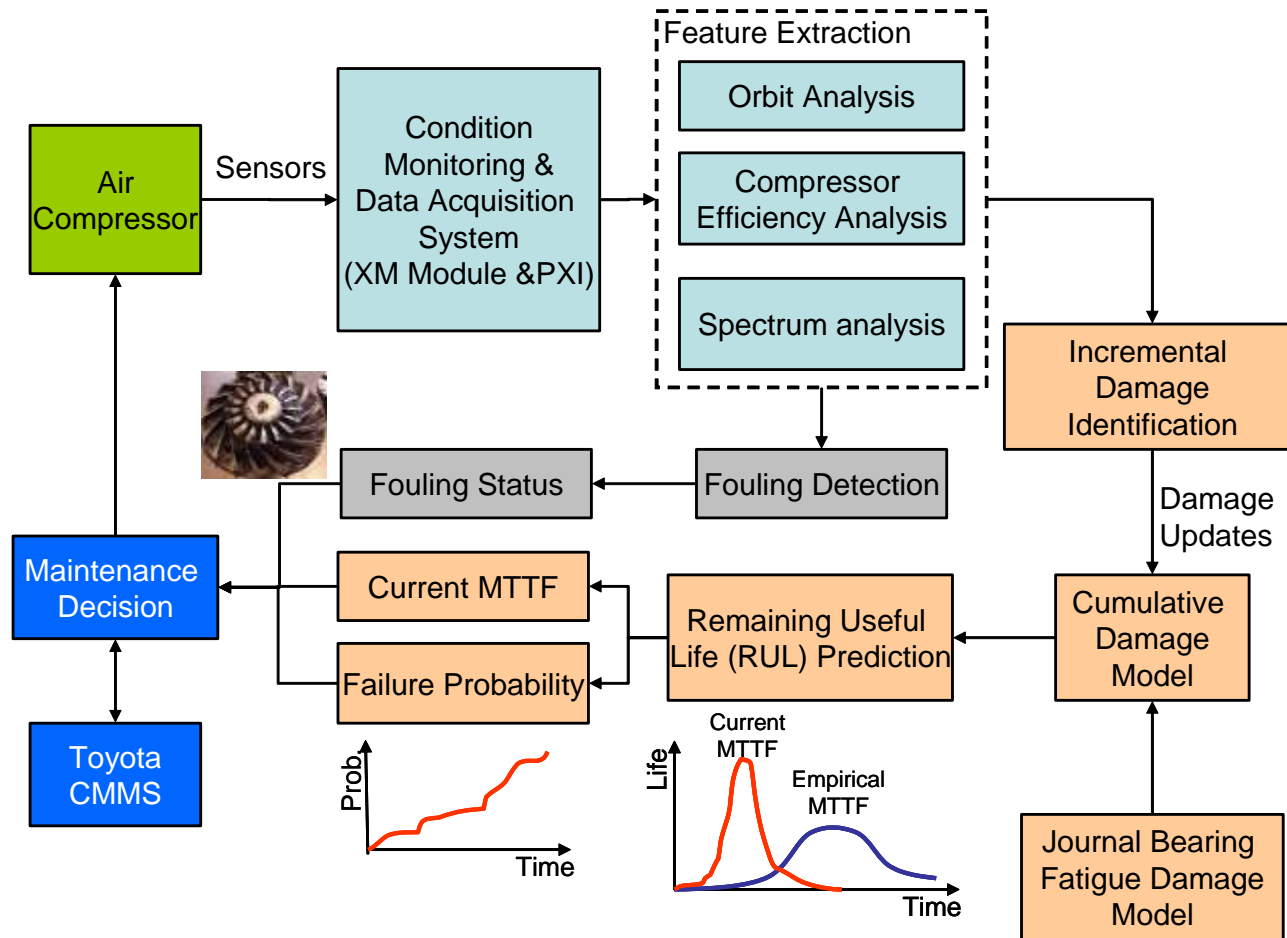 Feature Extraction
Orbit Analysis
Compressor
Efficiency Analysis
Spectrum analysis
Condition
Monitoring &
Data Acquisition
System
(XM Module &PXI)
Sensors
Air
Compressor
Incremental
Damage
Identification
Fouling Status
Fouling Detection
Damage
Updates
Maintenance
Decision
Current MTTF
Failure Probability
Remaining Useful
Life (RUL) Prediction
Cumulative
Damage
Model
Toyota
CMMS
Prob.
Time
Life
Current
MTTF
Empirical
MTTF
Time
Journal Bearing
Fatigue Damage
Model